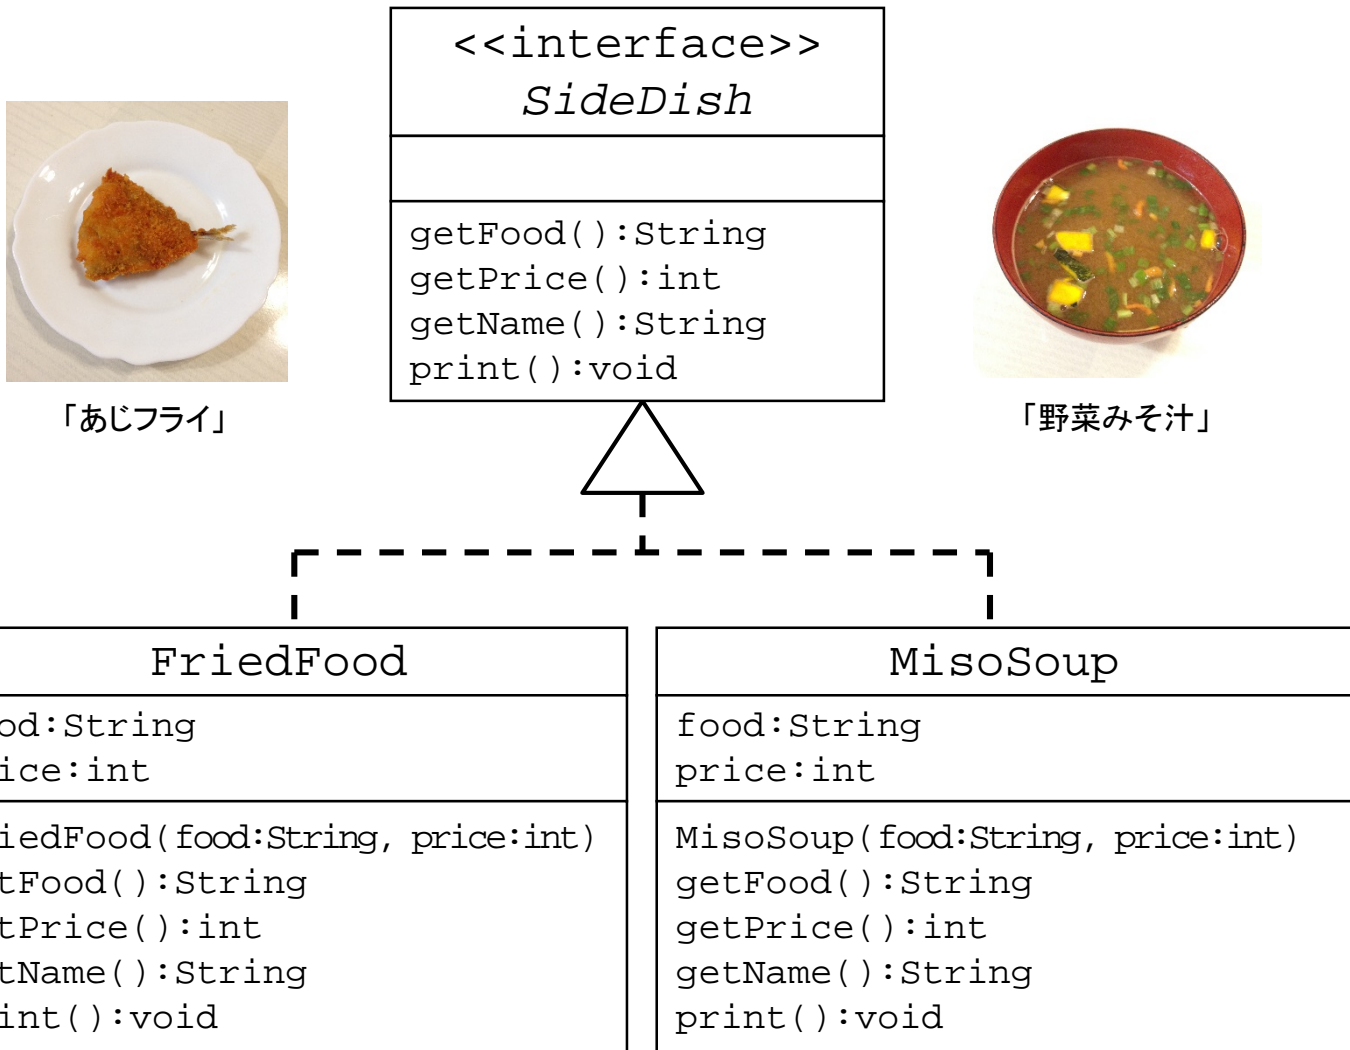 <<interface>>
SideDish
getFood():String
getPrice():int
getName():String
print():void
「あじフライ」
「野菜みそ汁」
FriedFood
od:String
ice:int
iedFood(food:String, price:int)
tFood():String
tPrice():int
tName():String
int():void
MisoSoup
food:String
price:int
MisoSoup(food:String, price:int)
getFood():String
getPrice():int
getName():String
print():void